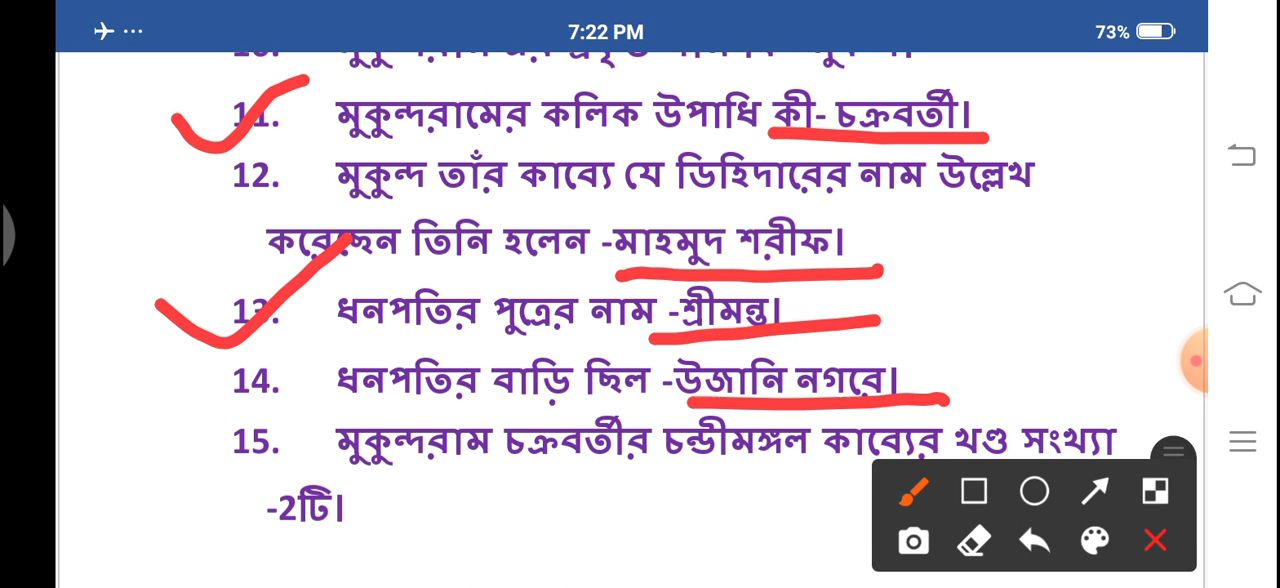 7:22 PM
73%
11. মুকুন্দরামের কলিক উপাধি কী- চক্রবর্তী।
12. মুকুন্দ তাঁর কাব্যে যে ডিহিদারের নাম উল্লেখ
করেছেন তিনি হলেন -মাহমুদ শরীফ।
13. ধনপতির পুত্রের নাম -শ্রীমন্ত।
14. ধনপতির বাড়ি ছিল -উজানি নগরে।
15. মুকুন্দরাম চক্রবর্তীর চন্ডীমঙ্গল কাব্যের খণ্ড সংখ্যা
-2টি।